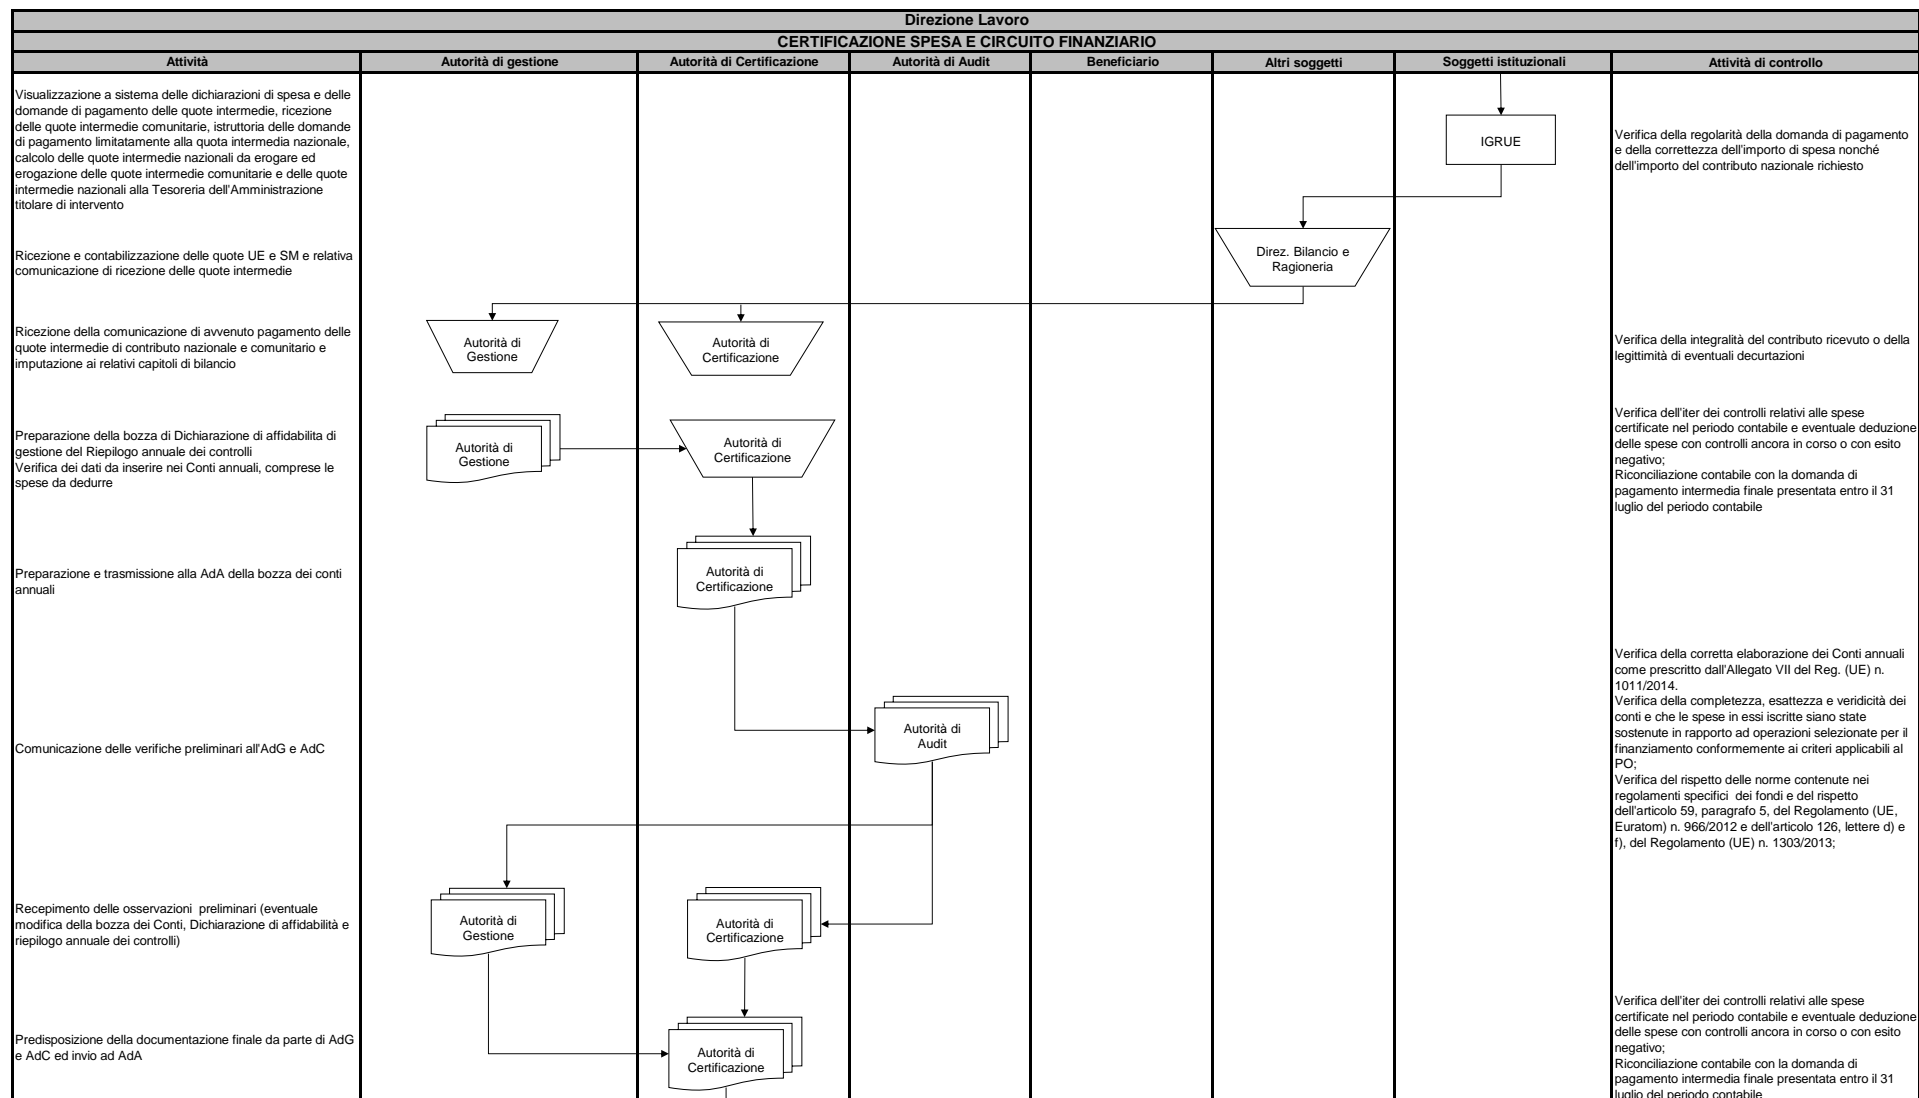 Direzione Lavoro
CERTIFICAZIONE SPESA E CIRCUITO FINANZIARIO
Attività
Autorità di gestione
Autorità di Certificazione
Autorità di Audit
Beneficiario
Altri soggetti
Soggetti istituzionali
Attività di controllo
Visualizzazione a sistema delle dichiarazioni di spesa e delle
domande di pagamento delle quote intermedie, ricezione
delle quote intermedie comunitarie, istruttoria delle domande
di pagamento limitatamente alla quota intermedia nazionale,
calcolo delle quote intermedie nazionali da erogare ed
erogazione delle quote intermedie comunitarie e delle quote
intermedie nazionali alla Tesoreria dell'Amministrazione
titolare di intervento
IGRUE
Verifica della regolarità della domanda di pagamento
e della correttezza dell'importo di spesa nonché
dell'importo del contributo nazionale richiesto
Ricezione e contabilizzazione delle quote UE e SM e relativa
comunicazione di ricezione delle quote intermedie
Direz. Bilancio e
Ragioneria
Ricezione della comunicazione di avvenuto pagamento delle
quote intermedie di contributo nazionale e comunitario e
imputazione ai relativi capitoli di bilancio
Autorità di
Gestione
Autorità di
Certificazione
Verifica della integralità del contributo ricevuto o della
legittimità di eventuali decurtazioni
Preparazione della bozza di Dichiarazione di affidabilita di
gestione del Riepilogo annuale dei controlli
Verifica dei dati da inserire nei Conti annuali, comprese le
spese da dedurre
Autorità di
Gestione
Autorità di
Certificazione
Verifica dell'iter dei controlli relativi alle spese
certificate nel periodo contabile e eventuale deduzione
delle spese con controlli ancora in corso o con esito
negativo;
Riconciliazione contabile con la domanda di
pagamento intermedia finale presentata entro il 31
luglio del periodo contabile
Preparazione e trasmissione alla AdA della bozza dei conti
annuali
Autorità di
Certificazione
Comunicazione delle verifiche preliminari all'AdG e AdC
Autorità di
Audit
Verifica della corretta elaborazione dei Conti annuali
come prescritto dall'Allegato VII del Reg. (UE) n.
1011/2014.
Verifica della completezza, esattezza e veridicità dei
conti e che le spese in essi iscritte siano state
sostenute in rapporto ad operazioni selezionate per il
finanziamento conformemente ai criteri applicabili al
PO;
Verifica del rispetto delle norme contenute nei
regolamenti specifici  dei fondi e del rispetto
dell'articolo 59, paragrafo 5, del Regolamento (UE,
Euratom) n. 966/2012 e dell'articolo 126, lettere d) e
f), del Regolamento (UE) n. 1303/2013;
Recepimento delle osservazioni  preliminari (eventuale
modifica della bozza dei Conti, Dichiarazione di affidabilità e
riepilogo annuale dei controlli)
Autorità di
Gestione
Autorità di
Certificazione
Predisposizione della documentazione finale da parte di AdG
e AdC ed invio ad AdA
Autorità di
Certificazione
Verifica dell'iter dei controlli relativi alle spese
certificate nel periodo contabile e eventuale deduzione
delle spese con controlli ancora in corso o con esito
negativo;
Riconciliazione contabile con la domanda di
pagamento intermedia finale presentata entro il 31
luglio del periodo contabile